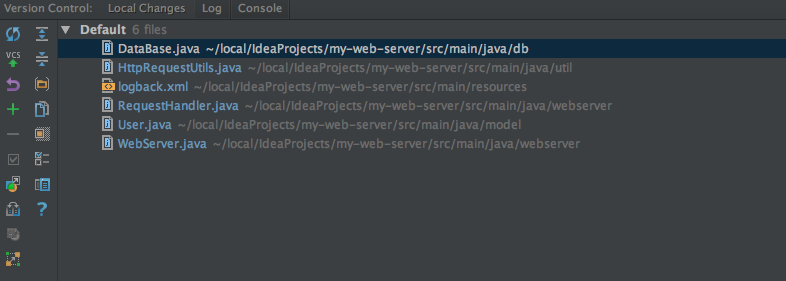 Version Control: Local Changes Log Console
Default 6 files
DataBase.java ~/local/IdeaProjects/my-web-server/src/main/java/db
VCS
HttpRequestUtils.java ~/local/IdeaProjects/my-web-server/src/main/java/util
logback.xml ~/local/IdeaProjects/my-web-server/src/main/resources
RequestHandler.java ~/local/IdeaProjects/my-web-server/src/main/java/webserver
User.java ~/local/IdeaProjects/my-web-server/src/main/java/model
WebServer.java ~/local/IdeaProjects/my-web-server/src/main/java/webserver